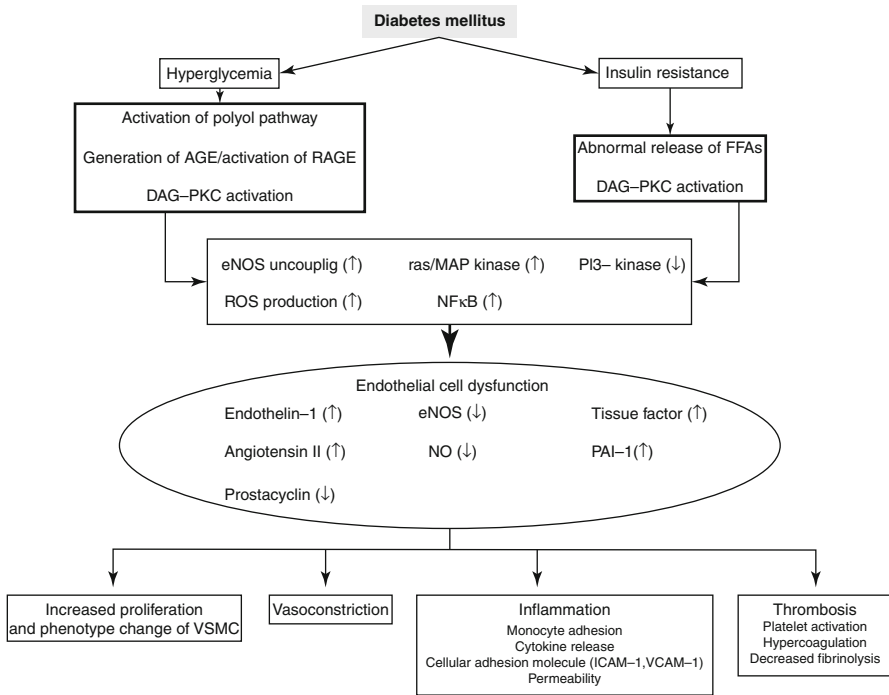 Diabetes mellitus
Hyperglycemia
Insulin resistance
Activation of polyol pathway
Generation of AGE/activation of RAGE
DAG–PKC activation
Abnormal release of FFAs
DAG–PKC activation
eNOS uncouplig (↑) ras/MAP kinase (↑) PI3– kinase (↓)
ROS production (↑) NFκB (↑)
Endothelial cell dysfunction
Endothelin–1 (↑) eNOS (↓) Tissue factor (↑)
Angiotensin II (↑) NO (↓) PAI–1(↑)
Prostacyclin (↓)
Increased proliferation
and phenotype change of VSMC
Vasoconstriction
Inflammation
Monocyte adhesion
Cytokine release
Cellular adhesion molecule (ICAM–1,VCAM–1)
Permeability
Thrombosis
Platelet activation
Hypercoagulation
Decreased fibrinolysis